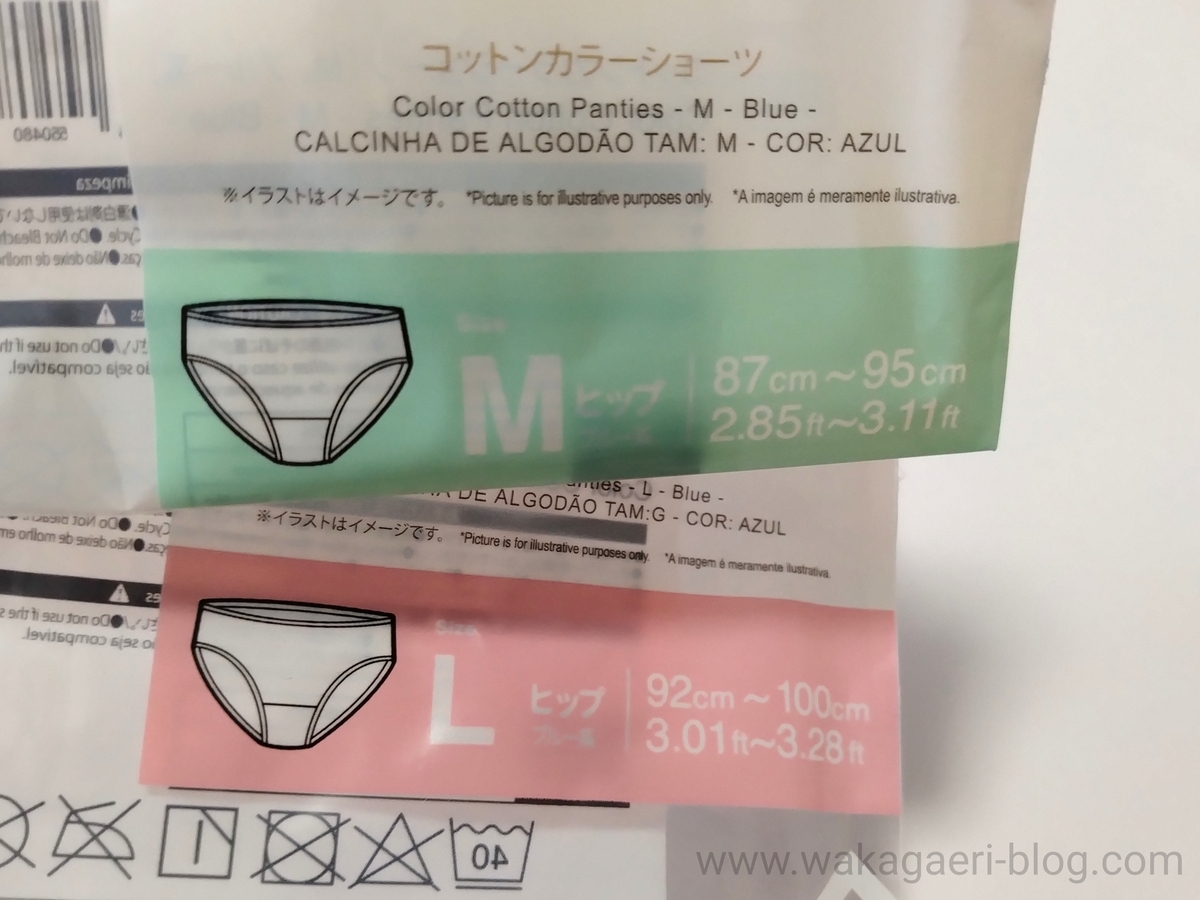 コットンカラーショーツ
Color Cotton Panties - M - Blue -
CALCINHA DE ALGODÃO TAM: M - COR: AZUL
※イラストはイメージです。 *Picture is for illustrative purposes only. *A imagem é meramente ilustrativa.
550480
Size
M ヒップ 87cm～95cm
2.85ft～3.11ft
- L - Blue -
DE ALGODÃO TAM:G - COR: AZUL
※イラストはイメージです。 *Picture is for illustrative purposes only. *A imagem é meramente ilustrativa.
Size
L ヒップ 92cm～100cm
3.01ft～3.28ft
40
www.wakagaeri-blog.com